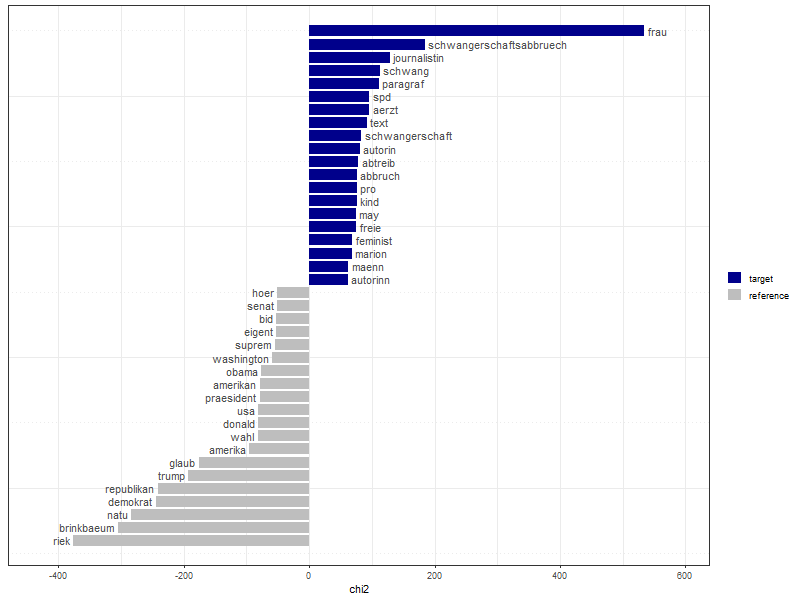 frau
schwangerschaftsabbruech
journalistin
schwang
paragraf
spd
aerzt
text
schwangerschaft
autorin
abtreib
abbruch
pro
kind
may
freie
feminist
marion
maenn
autorinn
hoer
senat
bid
eigent
suprem
washington
obama
amerikan
praesident
usa
donald
wahl
amerika
glaub
trump
republikan
demokrat
natu
brinkbaeum
riek
target
reference
-400 -200 0 200 400 600
chi2